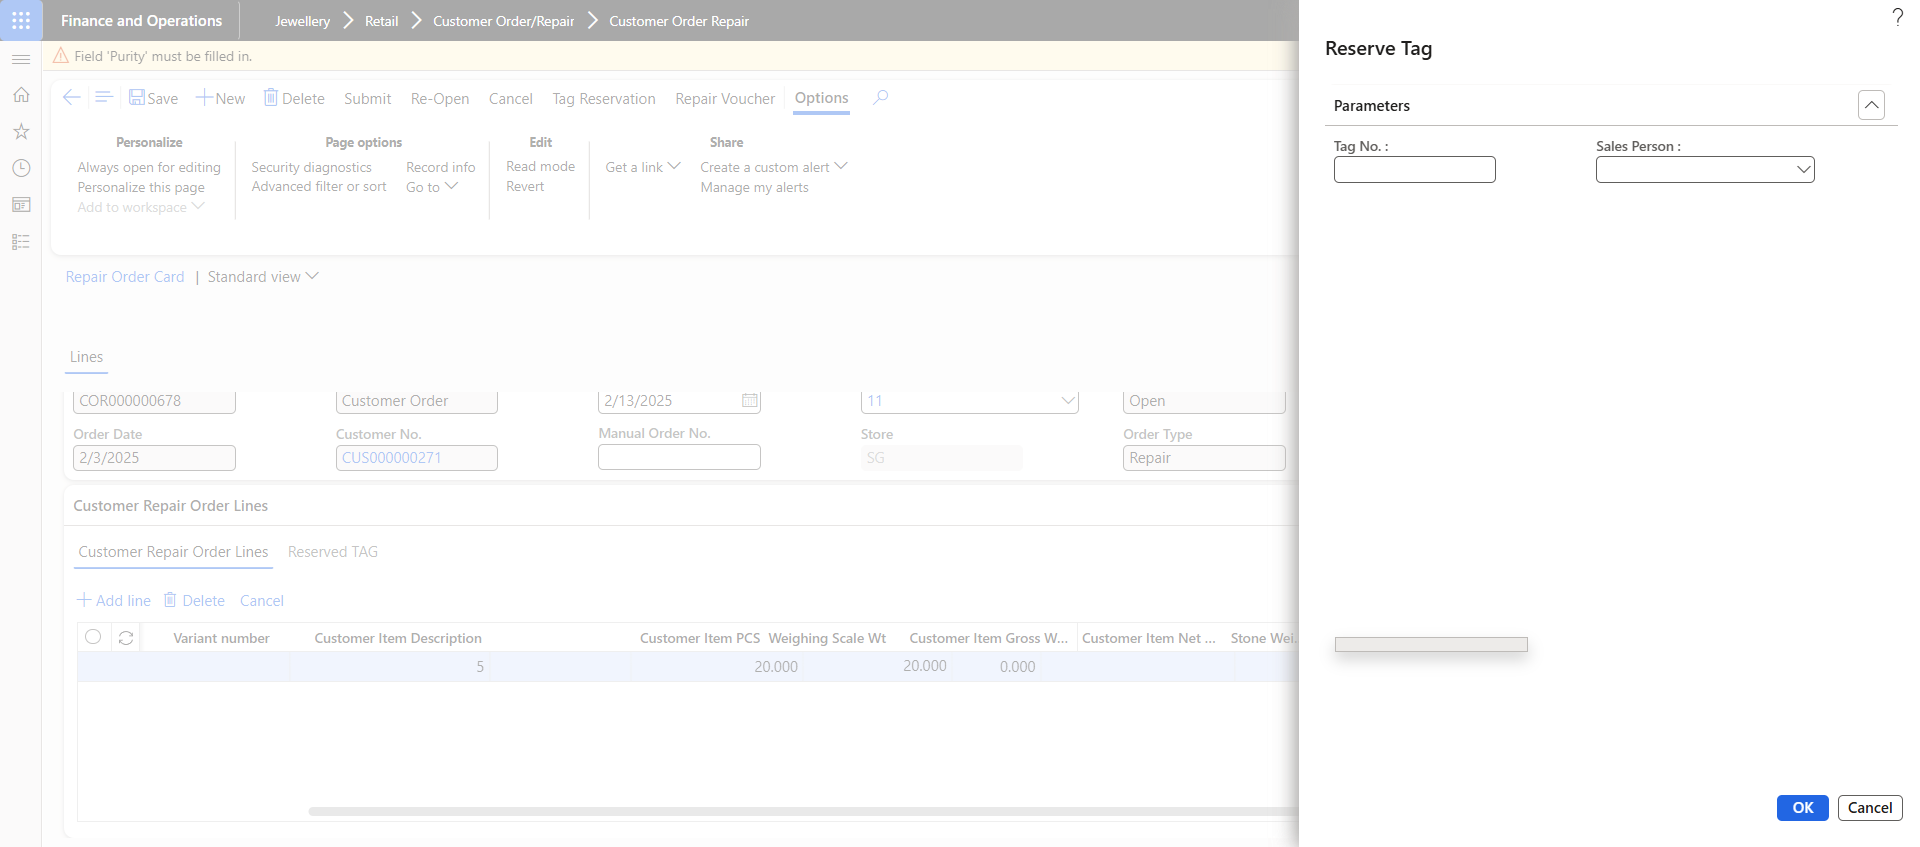 Finance and Operations
Jewellery
Retail
Customer Order/Repair
Customer Order Repair
?
Reserve Tag
Field 'Purity' must be filled in.
Save
New
Delete
Submit
Re-Open
Cancel
Tag Reservation
Repair Voucher
Options
Personalize
Always open for editing
Personalize this page
Add to workspace
Page options
Security diagnostics
Advanced filter or sort
Record info
Go to
Edit
Read mode
Revert
Share
Get a link
Create a custom alert
Manage my alerts
Repair Order Card | Standard view
Lines
COR000000678
Customer Order
2/13/2025
11
Open
Order Date
Customer No.
Manual Order No.
Store
Order Type
2/3/2025
CUS000000271
SG
Repair
Customer Repair Order Lines
Customer Repair Order Lines
Reserved TAG
Add line
Delete
Cancel
Variant number
Customer Item Description
Customer Item PCS
Weighing Scale Wt
Customer Item Gross W...
Customer Item Net ...
Stone Wei...
5
20.000
20.000
0.000
Parameters
Tag No. :
Sales Person :
OK
Cancel